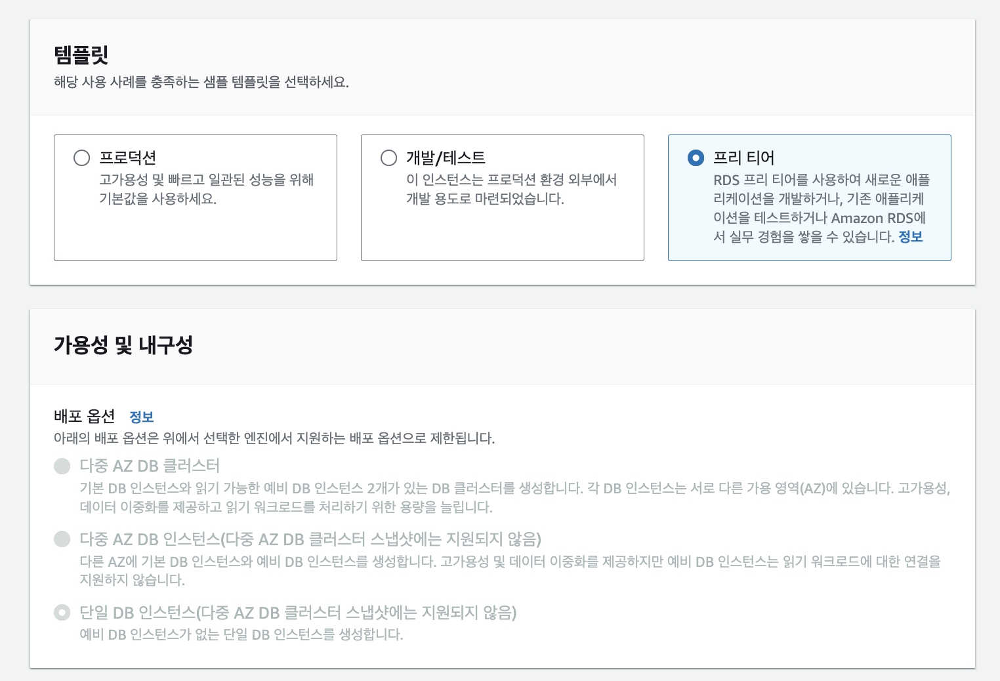 템플릿
해당 사용 사례를 충족하는 샘플 템플릿을 선택하세요.
프로덕션
고가용성 및 빠르고 일관된 성능을 위해
기본값을 사용하세요.
개발/테스트
이 인스턴스는 프로덕션 환경 외부에서
개발 용도로 마련되었습니다.
프리 티어
RDS 프리 티어를 사용하여 새로운 애플
리케이션을 개발하거나, 기존 애플리케
이션을 테스트하거나 Amazon RDS에
서 실무 경험을 쌓을 수 있습니다. 정보
가용성 및 내구성
배포 옵션 정보
아래의 배포 옵션은 위에서 선택한 엔진에서 지원하는 배포 옵션으로 제한됩니다.
다중 AZ DB 클러스터
기본 DB 인스턴스와 읽기 가능한 예비 DB 인스턴스 2개가 있는 DB 클러스터를 생성합니다. 각 DB 인스턴스는 서로 다른 가용 영역(AZ)에 있습니다. 고가용성,
데이터 이중화를 제공하고 읽기 워크로드를 처리하기 위한 용량을 늘립니다.
다중 AZ DB 인스턴스(다중 AZ DB 클러스터 스냅샷에는 지원되지 않음)
다른 AZ에 기본 DB 인스턴스와 예비 DB 인스턴스를 생성합니다. 고가용성 및 데이터 이중화를 제공하지만 예비 DB 인스턴스는 읽기 워크로드에 대한 연결을
지원하지 않습니다.
단일 DB 인스턴스(다중 AZ DB 클러스터 스냅샷에는 지원되지 않음)
예비 DB 인스턴스가 없는 단일 DB 인스턴스를 생성합니다.